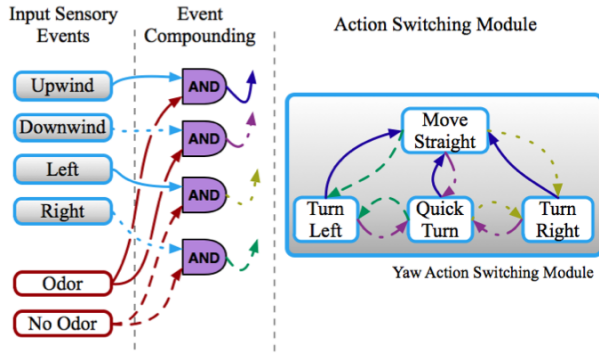 Input Sensory
Events
Event
Compounding
Action Switching Module
Upwind
Downwind
Left
Right
Odor
No Odor
AND
AND
AND
AND
Move
Straight
Turn
Left
Quick
Turn
Turn
Right
Yaw Action Switching Module